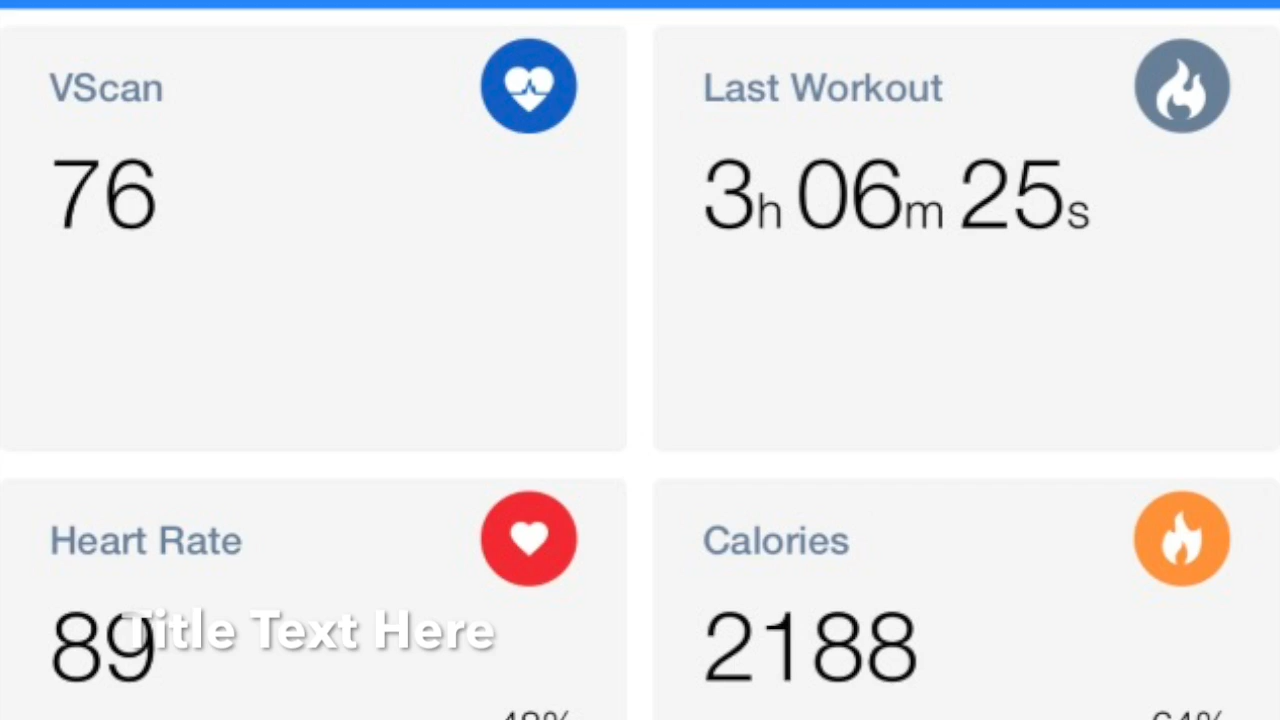 VScan
76
Last Workout
3h 06m 25s
Heart Rate
89
Title Text Here
Calories
2188